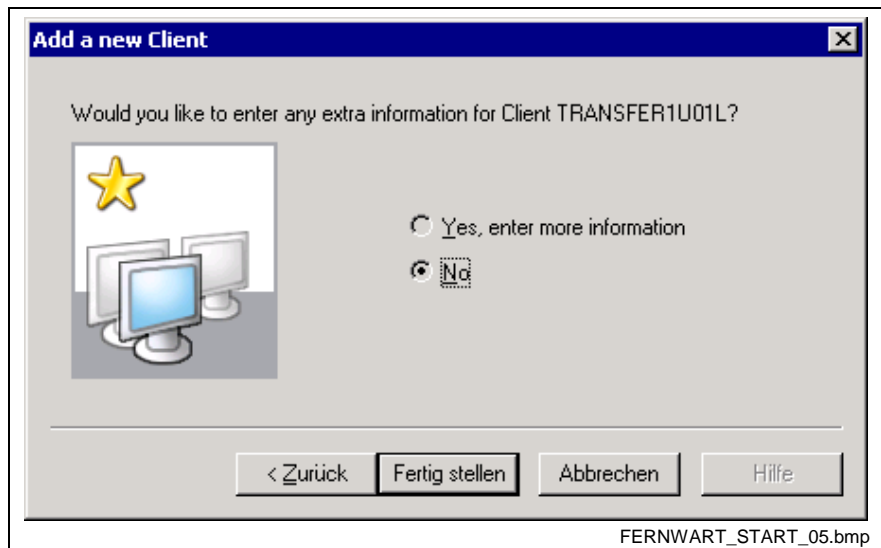 Add a new Client
Would you like to enter any extra information for Client TRANSFER1U01L?
Yes, enter more information
No
< Zurück
Fertig stellen
Abbrechen
Hilfe
FERNWART_START_05.bmp